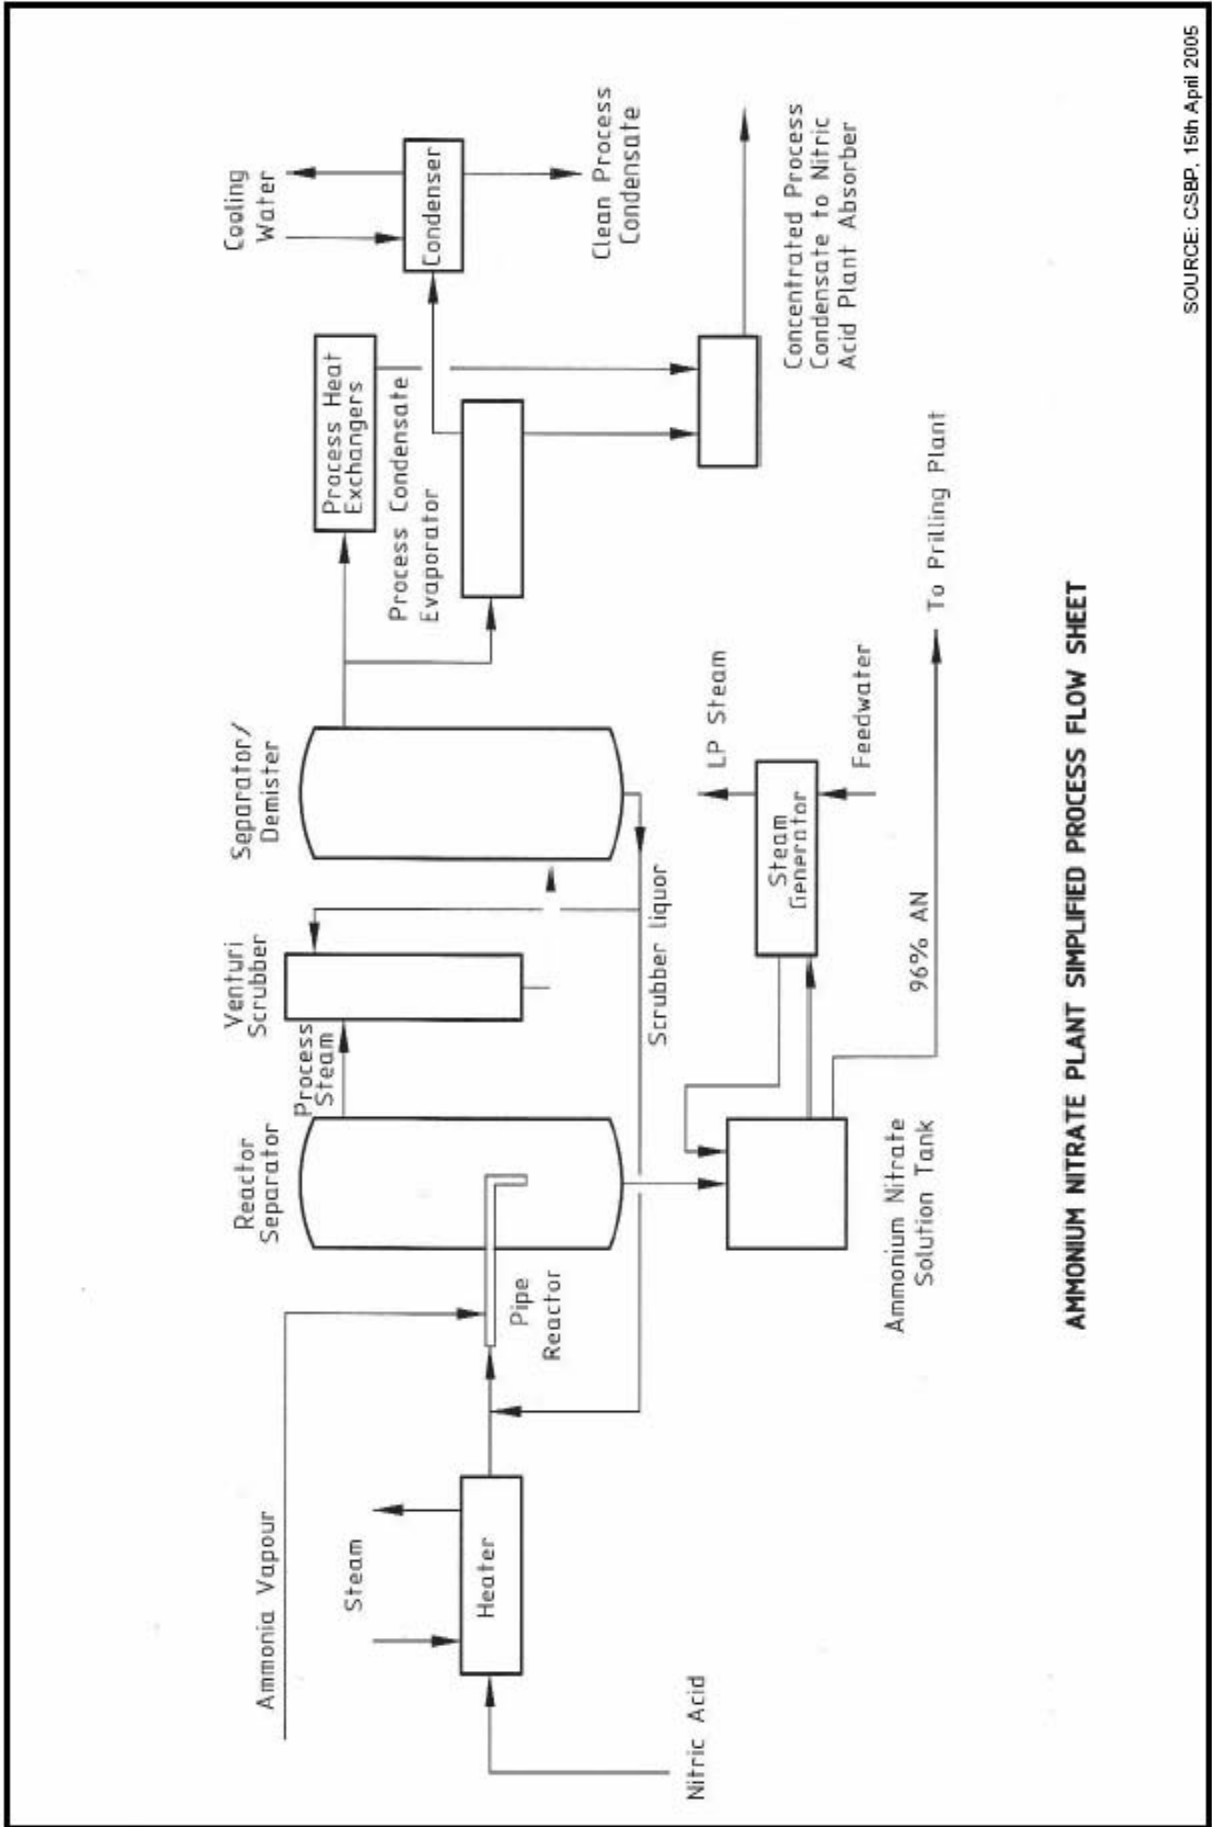 Ammonia Vapour
Steam
Heater
Nitric Acid
Pipe
Reactor
Reactor
Separator
Process
Steam
Venturi
Scrubber
Separator/
Demister
Scrubber liquor
Ammonium Nitrate
Solution Tank
Steam
Generator
LP Steam
Feedwater
96% AN
To Prilling Plant
Process Heat
Exchangers
Process Condensate
Evaporator
Cooling
Water
Condenser
Clean Process
Condensate
Concentrated Process
Condensate to Nitric
Acid Plant Absorber
AMMONIUM NITRATE PLANT SIMPLIFIED PROCESS FLOW SHEET
SOURCE: CSBP, 15th April 2005